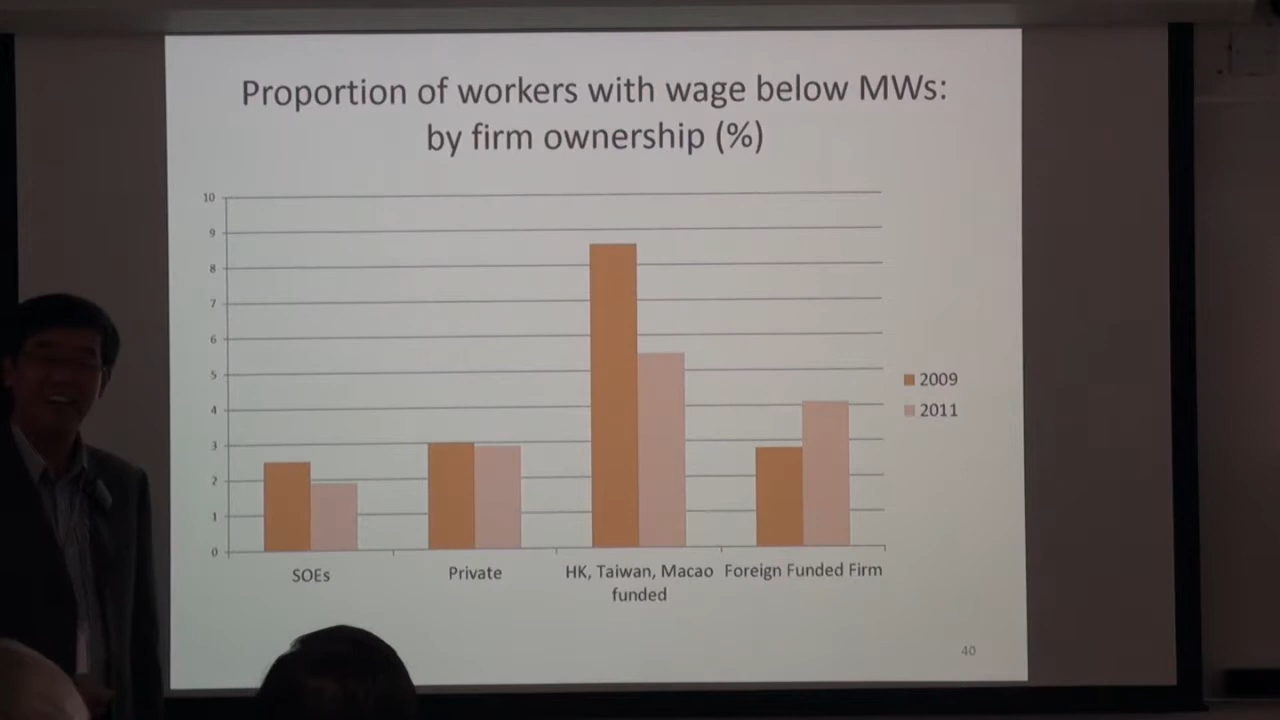 Proportion of workers with wage below MWs:
by firm ownership (%)
10
9
8
7
6
5
4
3
2
1
0
2009
2011
SOEs
Private
HK, Taiwan, Macao
funded
Foreign Funded Firm
40